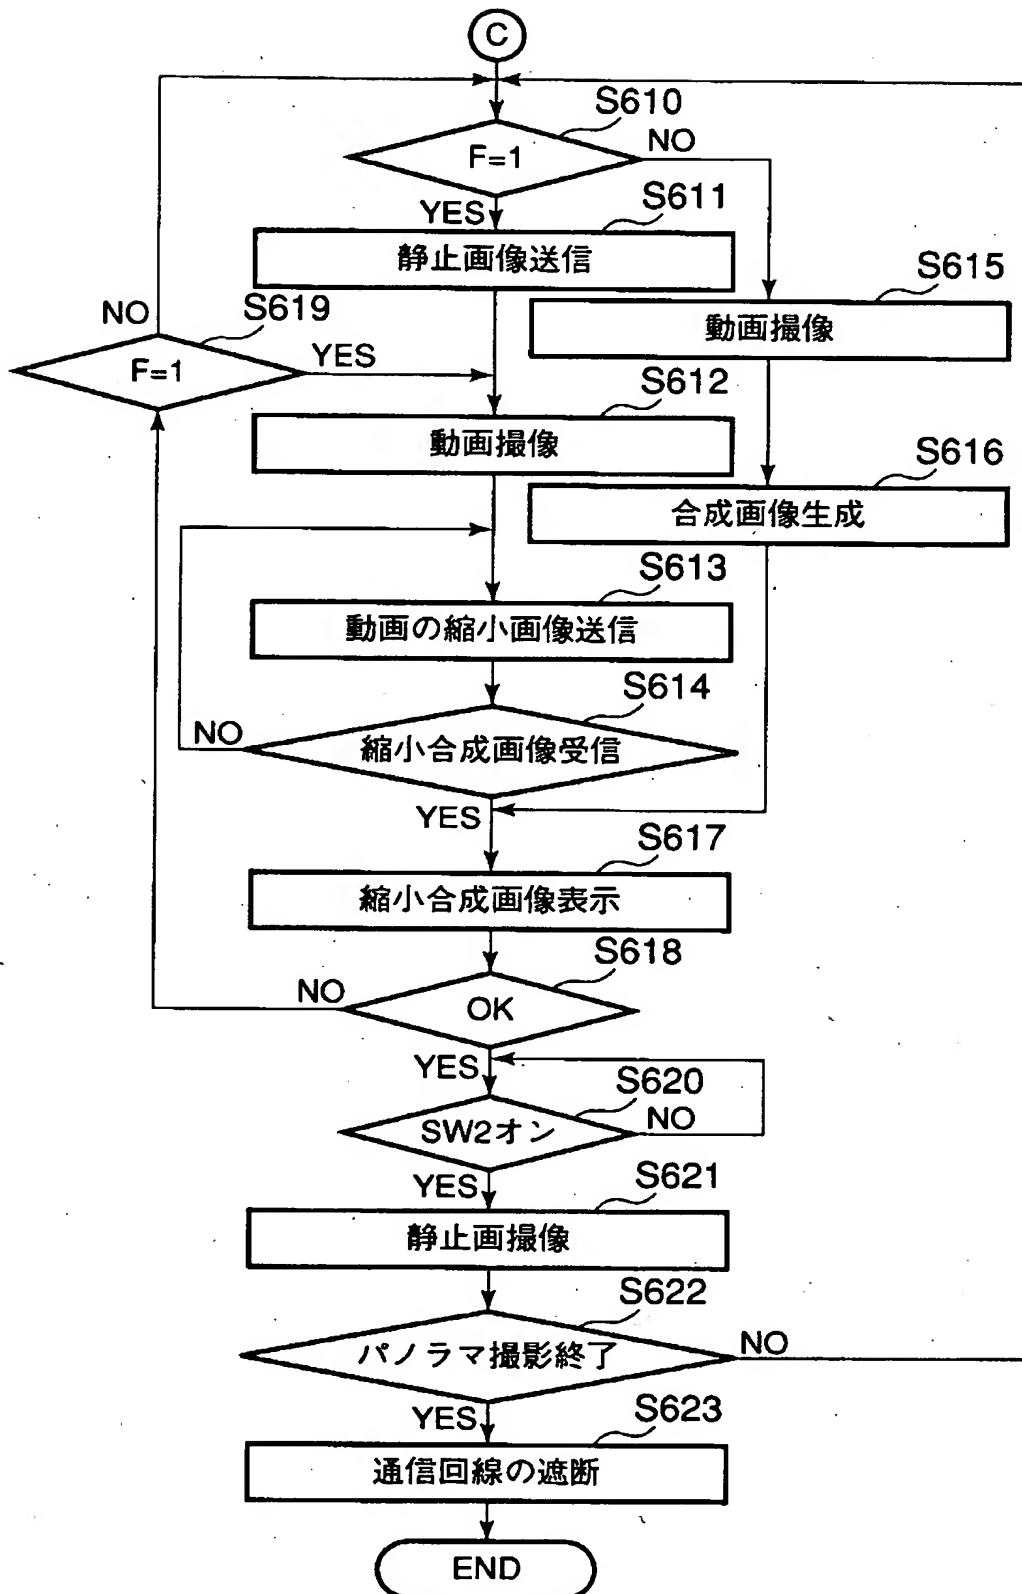 C
S610
F=1
NO
YES
S611
静止画像送信
S615
動画撮像
NO
S619
F=1
YES
S612
動画撮像
S616
合成画像生成
S613
動画の縮小画像送信
S614
NO
縮小合成画像受信
YES
S617
縮小合成画像表示
S618
NO
OK
YES
S620
SW2オン
NO
YES
S621
静止画撮像
S622
パノラマ撮影終了
NO
YES
S623
通信回線の遮断
END